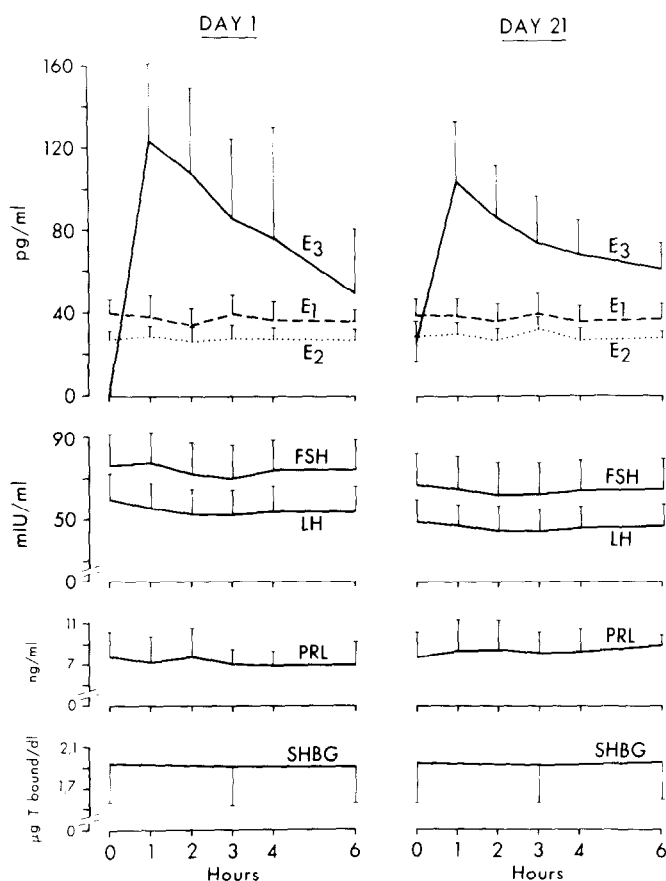 DAY 1 DAY 21
160
120
80
40
0
pg/ml
E3
E1
E2
E3
E1
E2
90
50
0
mIU/ml
FSH
LH
FSH
LH
11
7
0
ng/ml
PRL
PRL
2.1
1.7
0
µg T bound/dl
SHBG
SHBG
0 1 2 3 4 6 0 1 2 3 4 6
Hours Hours